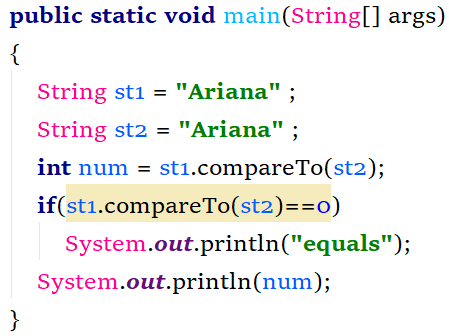 public static void main(String[] args)
{
String st1 = "Ariana" ;
String st2 = "Ariana" ;
int num = st1.compareTo(st2);
if(st1.compareTo(st2)==0)
System.out.println("equals");
System.out.println(num);
}